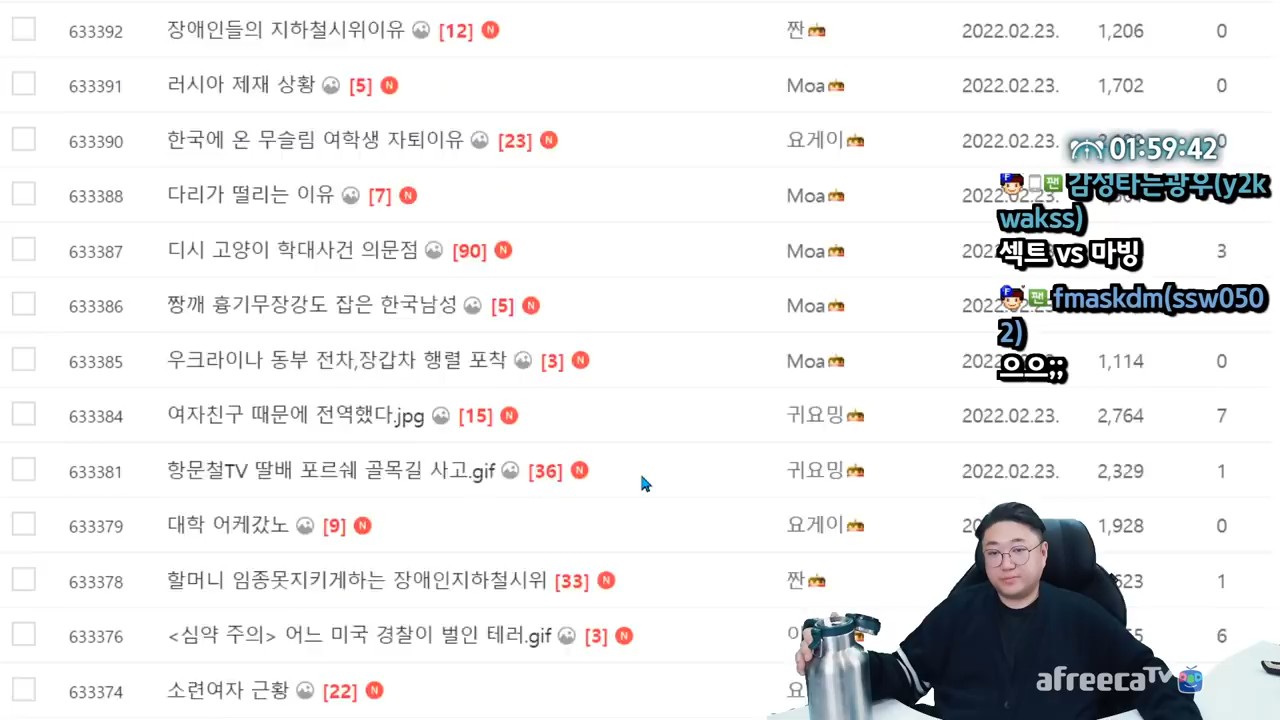 633392 장애인들의 지하철시위이유 [12] N 짠 2022.02.23. 1,206 0
633391 러시아 제재 상황 [5] N Moa 2022.02.23. 1,702 0
633390 한국에 온 무슬림 여학생 자퇴이유 [23] N 요게이 2022.02.23. 0
01:59:42
633388 다리가 떨리는 이유 [7] N Moa
F 팬 감성타는광우(y2k
wakss)
633387 디시 고양이 학대사건 의문점 [90] N Moa 3
섹트 vs 마빙
633386 짱깨 흉기무장강도 잡은 한국남성 [5] N Moa
F 팬 fmaskdm(ssw050
2)
633385 우크라이나 동부 전차,장갑차 행렬 포착 [3] N Moa 1,114 0
으으;;
633384 여자친구 때문에 전역했다.jpg [15] N 귀요밍 2022.02.23. 2,764 7
633381 항문철TV 딸배 포르쉐 골목길 사고.gif [36] N 귀요밍 2022.02.23. 2,329 1
633379 대학 어케갔노 [9] N 요게이 1,928 0
633378 할머니 임종못지키게하는 장애인지하철시위 [33] N 짠 1
633376 <심약 주의> 어느 미국 경찰이 벌인 테러.gif [3] N 6
633374 소련여자 근황 [22] N
afreecaTV